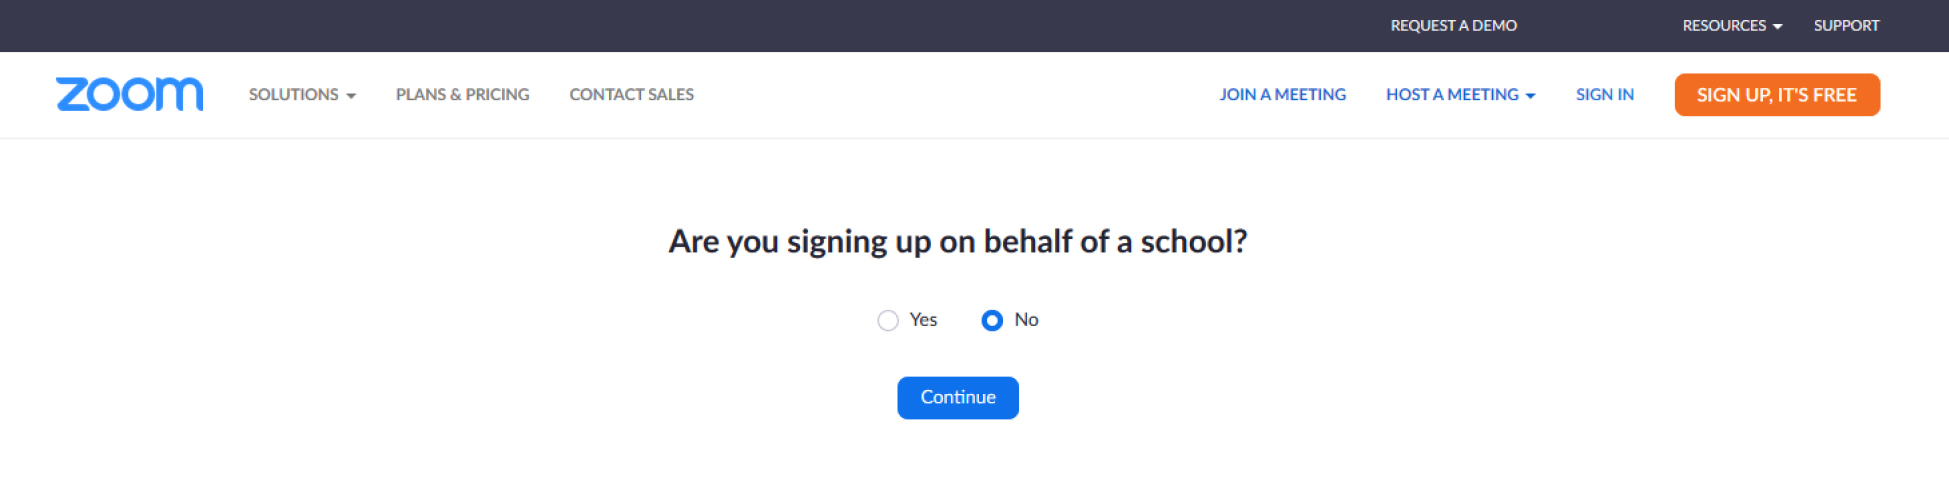 REQUEST A DEMO RESOURCES SUPPORT
zoom SOLUTIONS PLANS & PRICING CONTACT SALES JOIN A MEETING HOST A MEETING SIGN IN SIGN UP, IT'S FREE
Are you signing up on behalf of a school?
Yes No
Continue